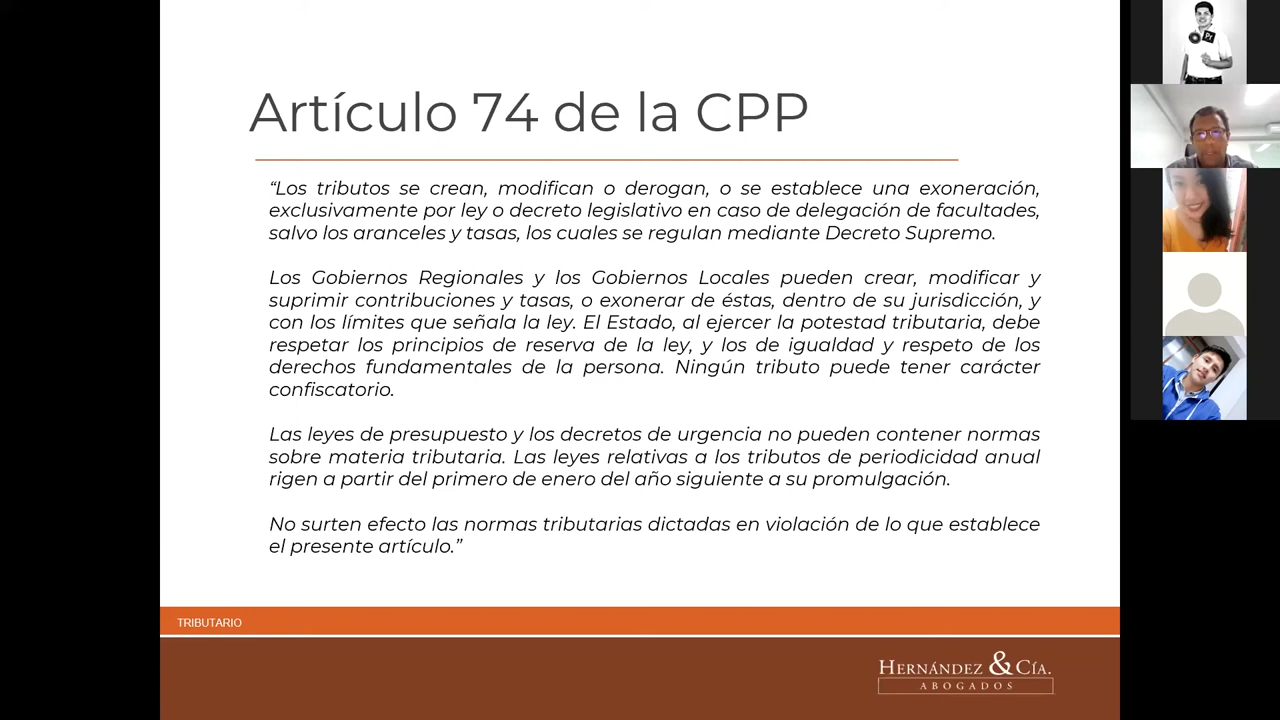 Artículo 74 de la CPP
“Los tributos se crean, modifican o derogan, o se establece una exoneración,
exclusivamente por ley o decreto legislativo en caso de delegación de facultades,
salvo los aranceles y tasas, los cuales se regulan mediante Decreto Supremo.
Los Gobiernos Regionales y los Gobiernos Locales pueden crear, modificar y
suprimir contribuciones y tasas, o exonerar de éstas, dentro de su jurisdicción, y
con los límites que señala la ley. El Estado, al ejercer la potestad tributaria, debe
respetar los principios de reserva de la ley, y los de igualdad y respeto de los
derechos fundamentales de la persona. Ningún tributo puede tener carácter
confiscatorio.
Las leyes de presupuesto y los decretos de urgencia no pueden contener normas
sobre materia tributaria. Las leyes relativas a los tributos de periodicidad anual
rigen a partir del primero de enero del año siguiente a su promulgación.
No surten efecto las normas tributarias dictadas en violación de lo que establece
el presente artículo.”
TRIBUTARIO
HERNÁNDEZ & CÍA.
ABOGADOS
Pr